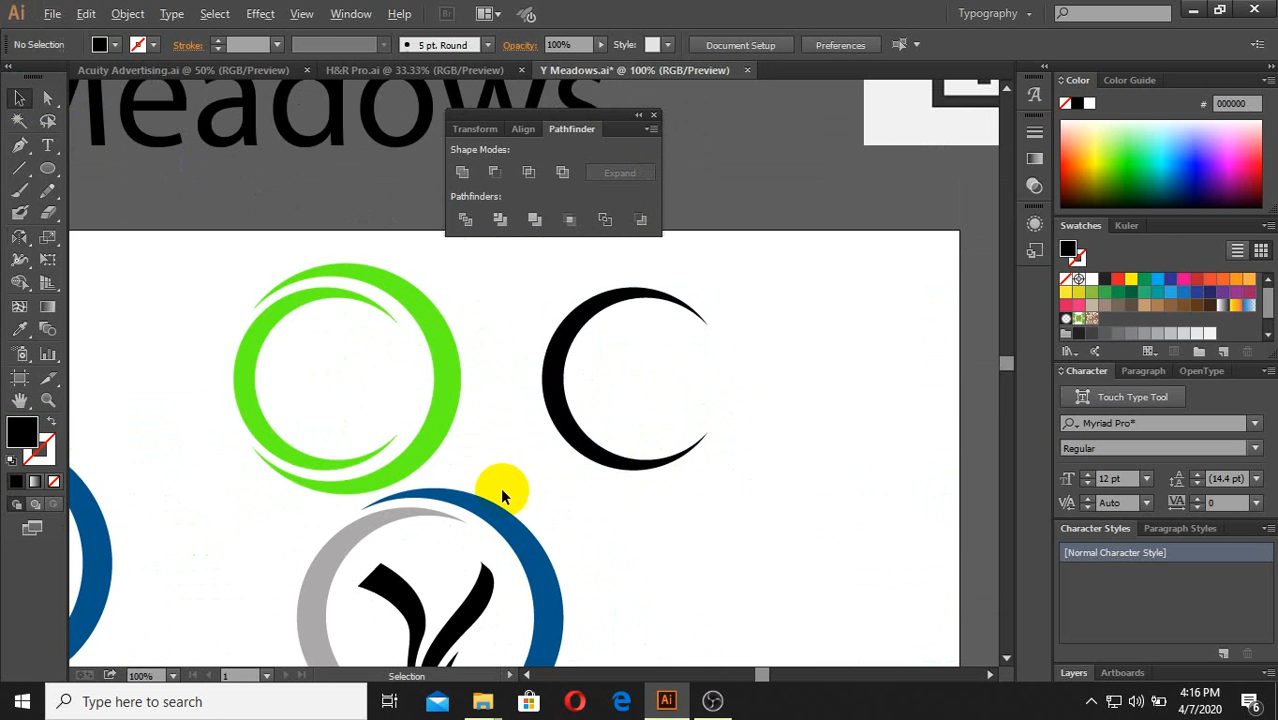 Ai File Edit Object Type Select Effect View Window Help Br Typography
No Selection Stroke: 5 pt. Round Opacity: 100% Style: Document Setup Preferences
Acuity Advertising.ai @ 50% (RGB/Preview) × H&R Pro.ai @ 33.33% (RGB/Preview) × Y Meadows.ai* @ 100% (RGB/Preview) ×
Meadows
Transform Align Pathfinder
Shape Modes:
Expand
Pathfinders:
Color Color Guide
# 000000
Swatches Kuler
Character Paragraph OpenType
Touch Type Tool
Myriad Pro*
Regular
12 pt (14.4 pt)
Auto 0
Character Styles Paragraph Styles
[Normal Character Style]
Layers Artboards
100% 1 Selection
Type here to search
Ai
4:16 PM
4/7/2020
6